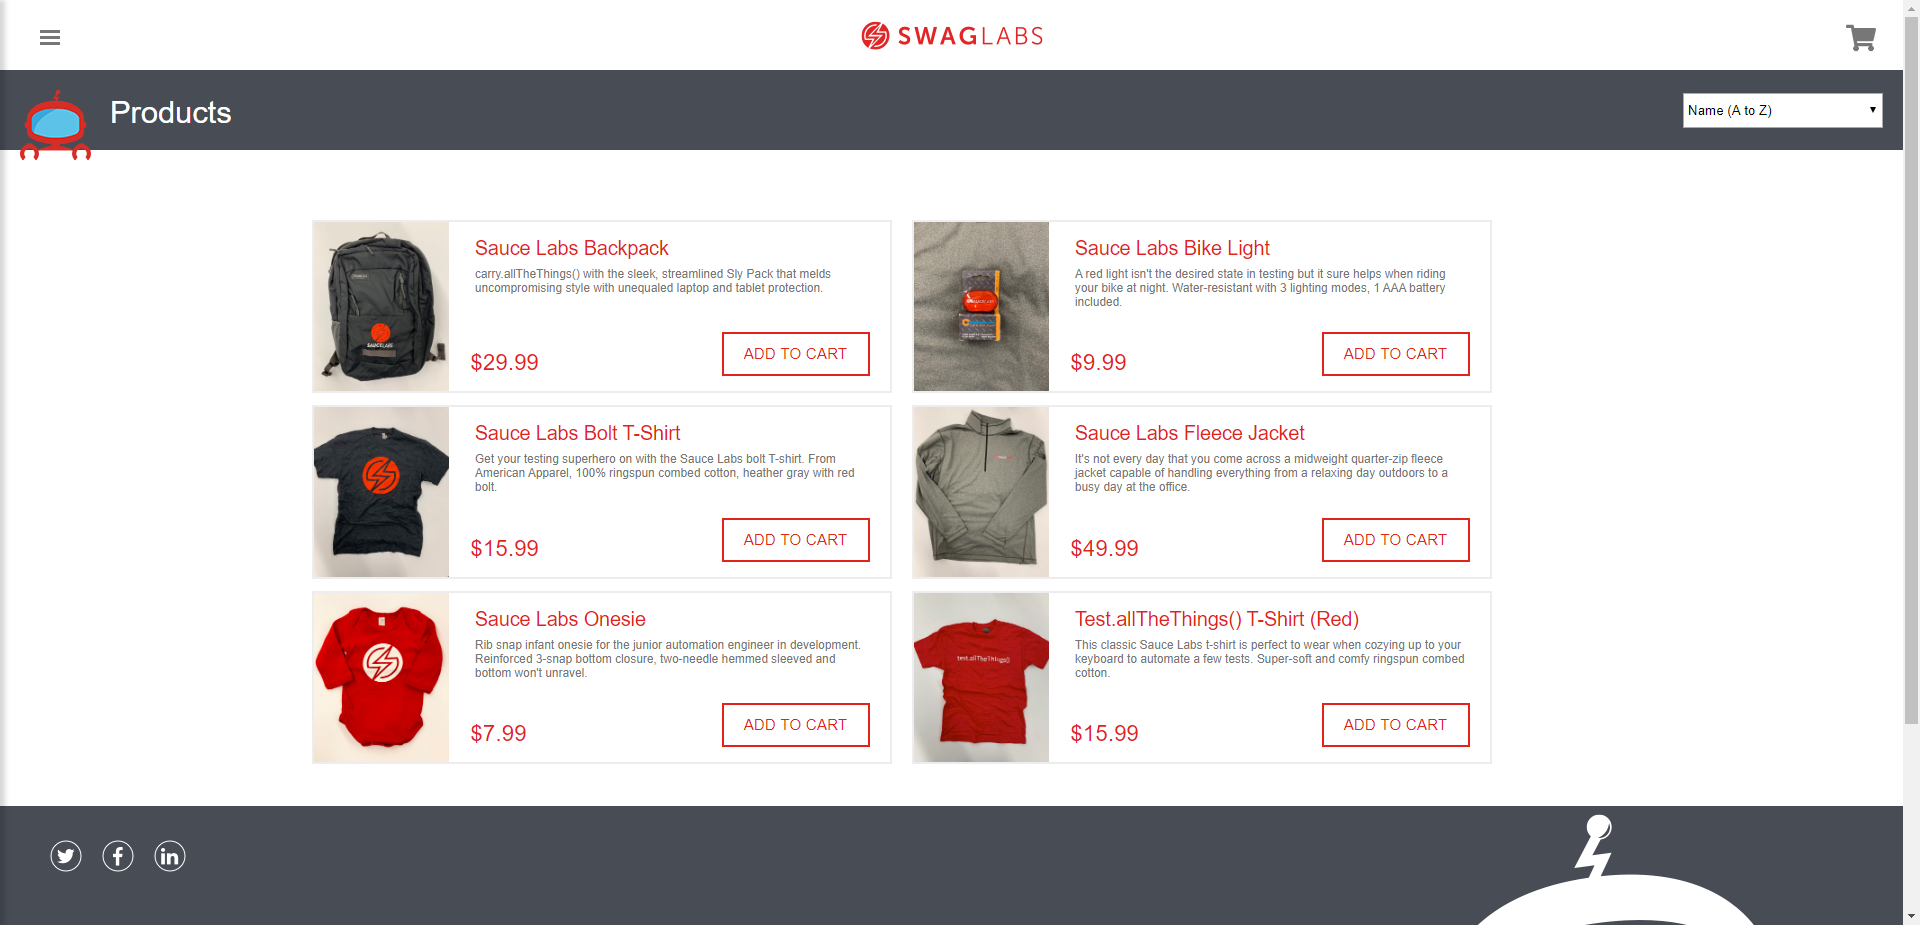 SWAGLABS
Products
Name (A to Z)
Sauce Labs Backpack
carry.allTheThings() with the sleek, streamlined Sly Pack that melds
uncompromising style with unequaled laptop and tablet protection.
$29.99
ADD TO CART
SAUCELABS
Sauce Labs Bike Light
A red light isn't the desired state in testing but it sure helps when riding
your bike at night. Water-resistant with 3 lighting modes, 1 AAA battery
included.
$9.99
ADD TO CART
Sauce Labs Bolt T-Shirt
Get your testing superhero on with the Sauce Labs bolt T-shirt. From
American Apparel, 100% ringspun combed cotton, heather gray with red
bolt.
$15.99
ADD TO CART
Sauce Labs Fleece Jacket
It's not every day that you come across a midweight quarter-zip fleece
jacket capable of handling everything from a relaxing day outdoors to a
busy day at the office.
$49.99
ADD TO CART
Sauce Labs Onesie
Rib snap infant onesie for the junior automation engineer in development.
Reinforced 3-snap bottom closure, two-needle hemmed sleeved and
bottom won't unravel.
$7.99
ADD TO CART
Test.allTheThings() T-Shirt (Red)
This classic Sauce Labs t-shirt is perfect to wear when cozying up to your
keyboard to automate a few tests. Super-soft and comfy ringspun combed
cotton.
$15.99
ADD TO CART
test.allTheThings()